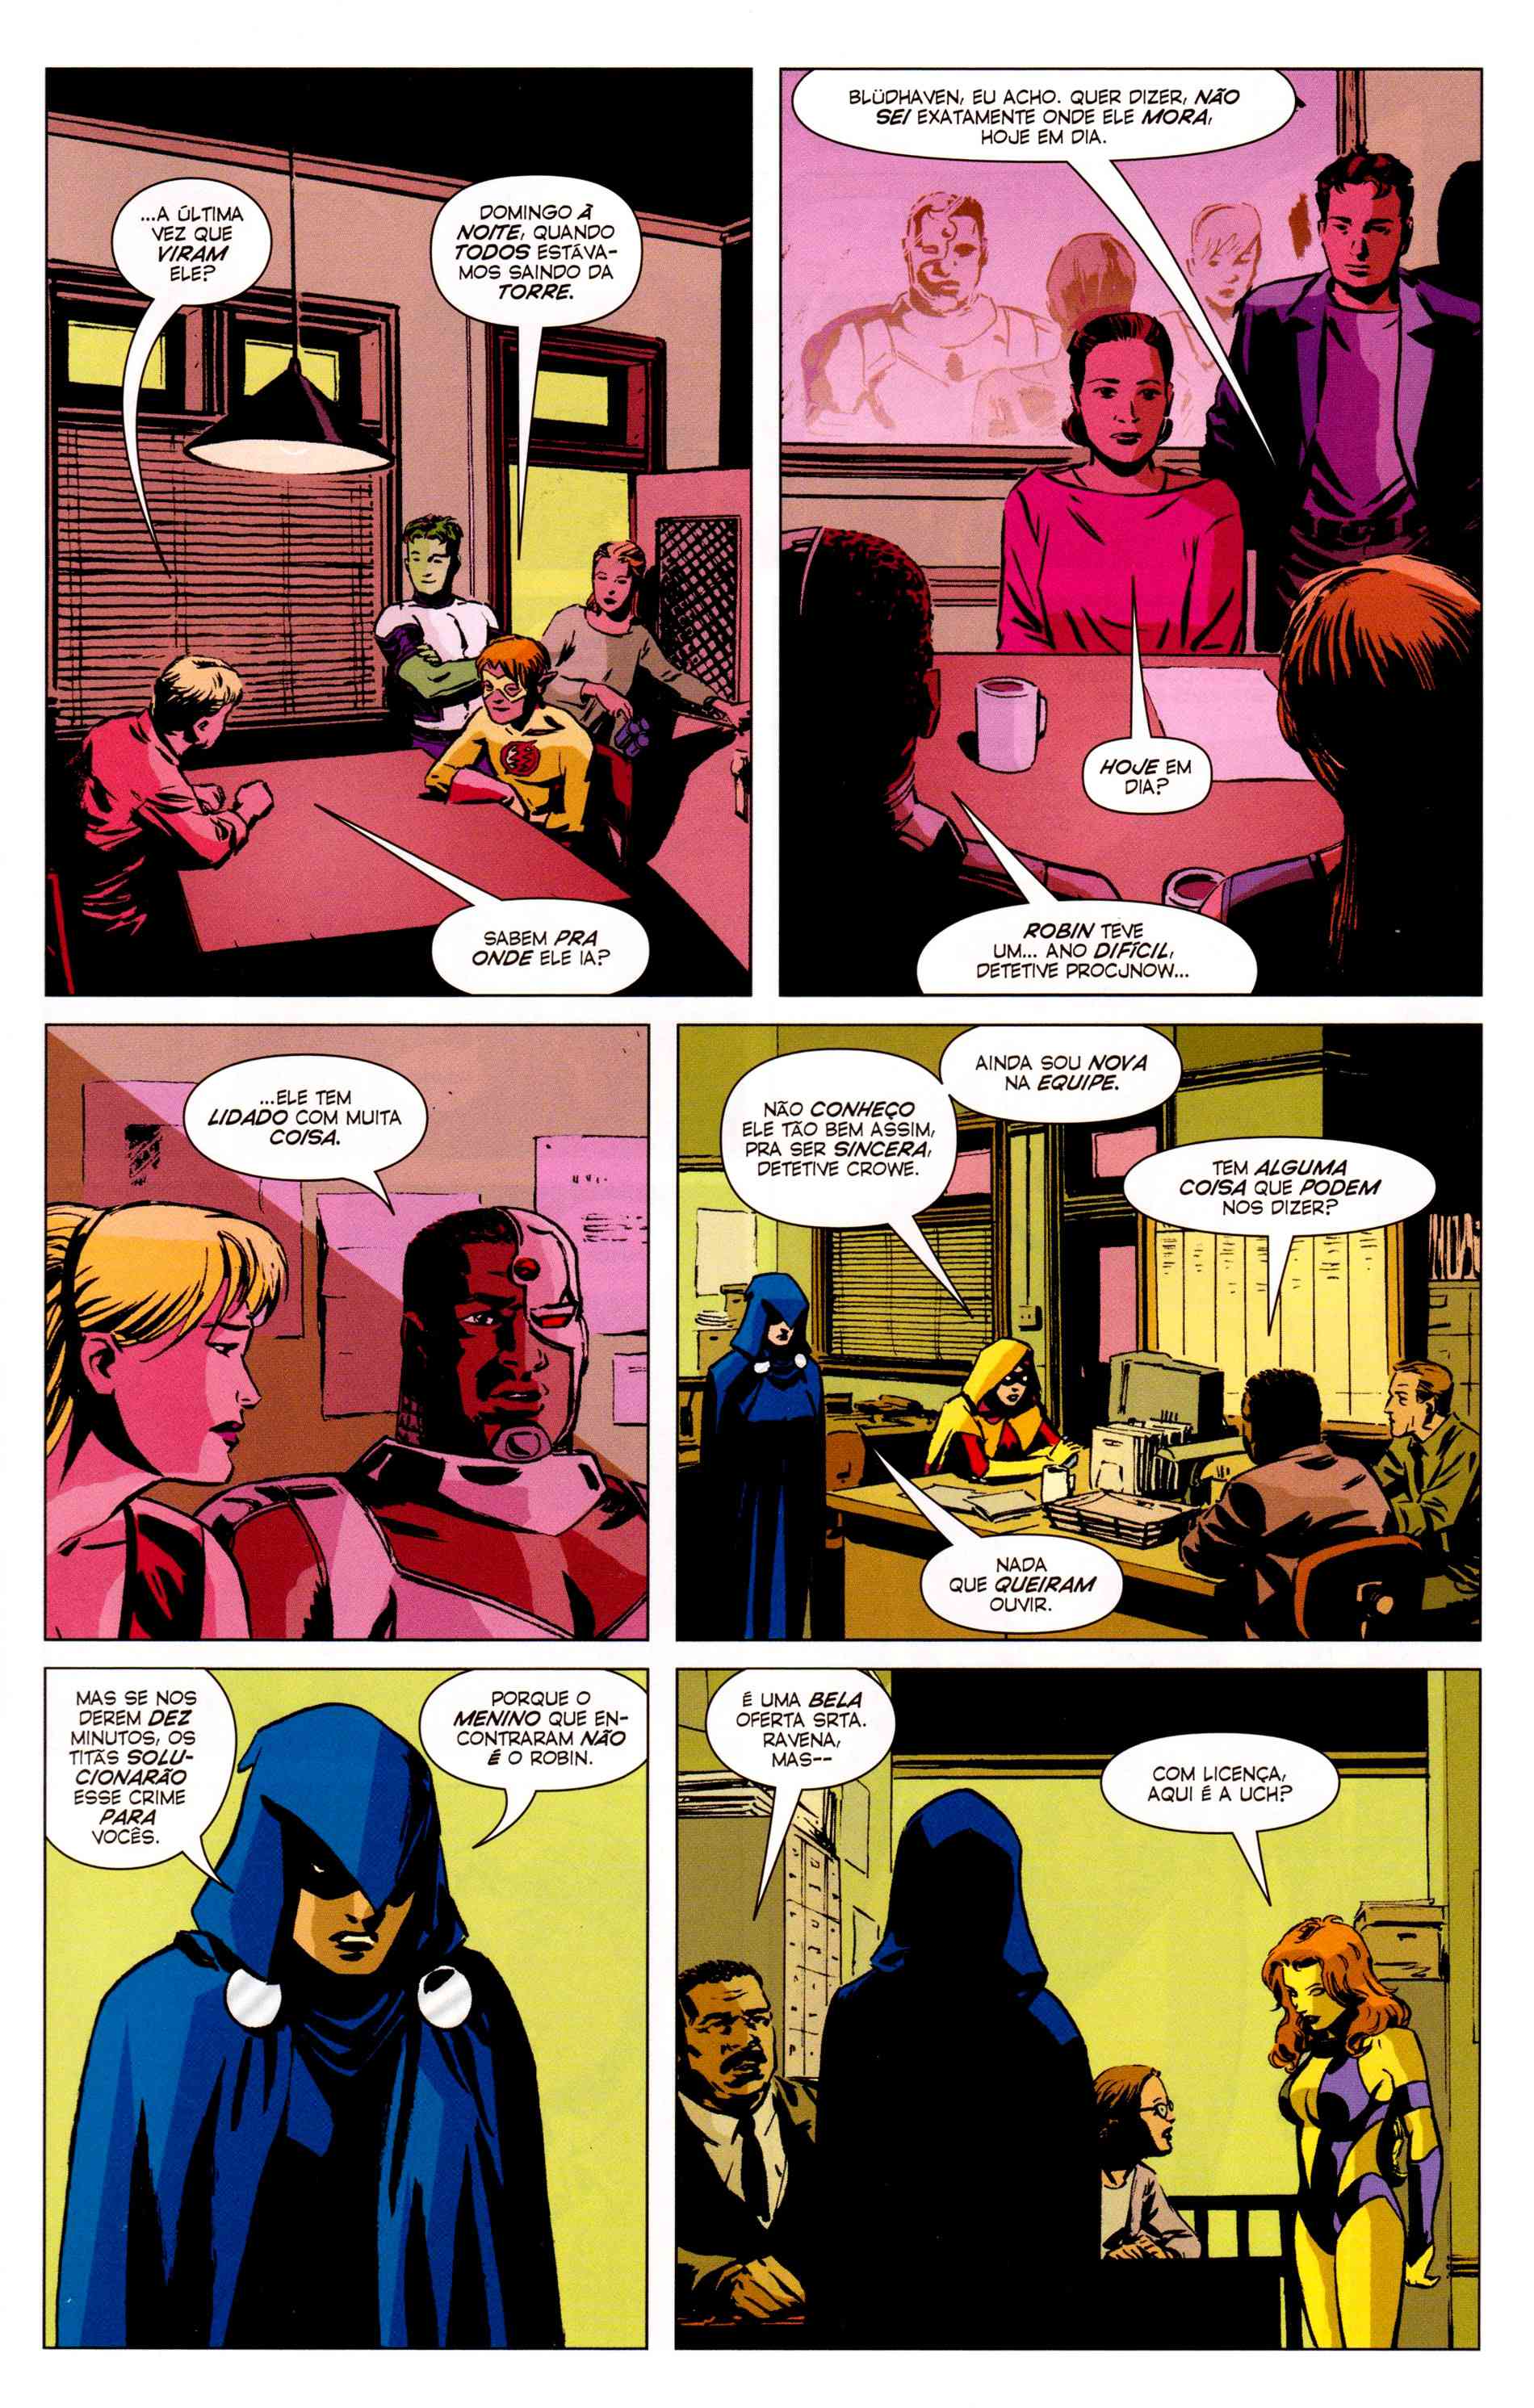 ...A ÚLTIMA
VEZ QUE
VIRAM
ELE?
DOMINGO À
NOITE, QUANDO
TODOS ESTÁVA-
MOS SAINDO DA
TORRE.
SABEM PRA
ONDE ELE IA?
BLÜDHAVEN, EU ACHO. QUER DIZER, NÃO
SEI EXATAMENTE ONDE ELE MORA,
HOJE EM DIA.
HOJE EM
DIA?
ROBIN TEVE
UM... ANO DIFÍCIL,
DETETIVE PROCJNOW...
...ELE TEM
LIDADO COM MUITA
COISA.
NÃO CONHEÇO
ELE TÃO BEM ASSIM,
PRA SER SINCERA,
DETETIVE CROWE.
AINDA SOU NOVA
NA EQUIPE.
TEM ALGUMA
COISA QUE PODEM
NOS DIZER?
NADA
QUE QUEIRAM
OUVIR.
MAS SE NOS
DEREM DEZ
MINUTOS, OS
TITÃS SOLU-
CIONARÃO
ESSE CRIME
PARA
VOCÊS.
PORQUE O
MENINO QUE EN-
CONTRARAM NÃO
É O ROBIN.
É UMA BELA
OFERTA SRTA.
RAVENA,
MAS--
COM LICENÇA,
AQUI É A UCH?